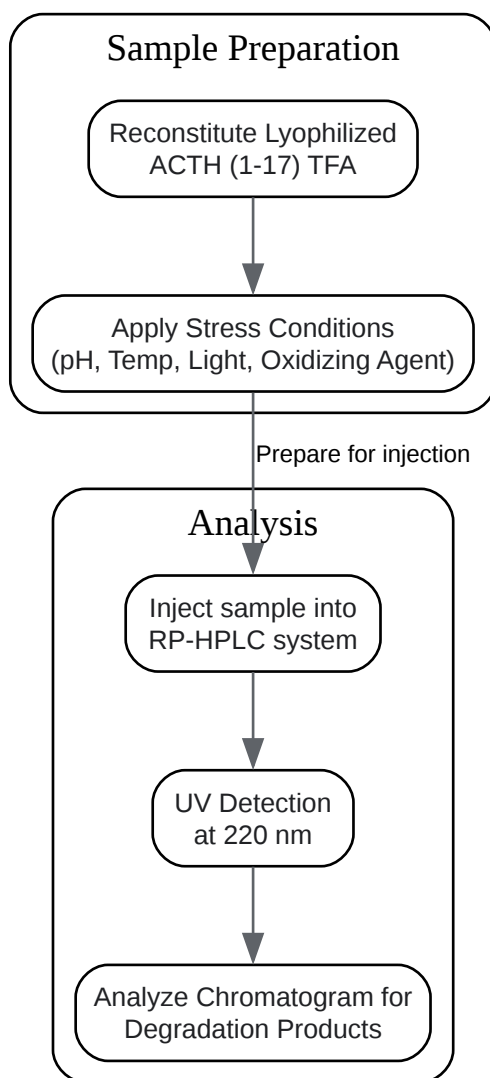 Sample Preparation
Reconstitute Lyophilized
ACTH (1-17) TFA
Apply Stress Conditions
(pH, Temp, Light, Oxidizing Agent)
Prepare for injection
Analysis
Inject sample into
RP-HPLC system
UV Detection
at 220 nm
Analyze Chromatogram for
Degradation Products